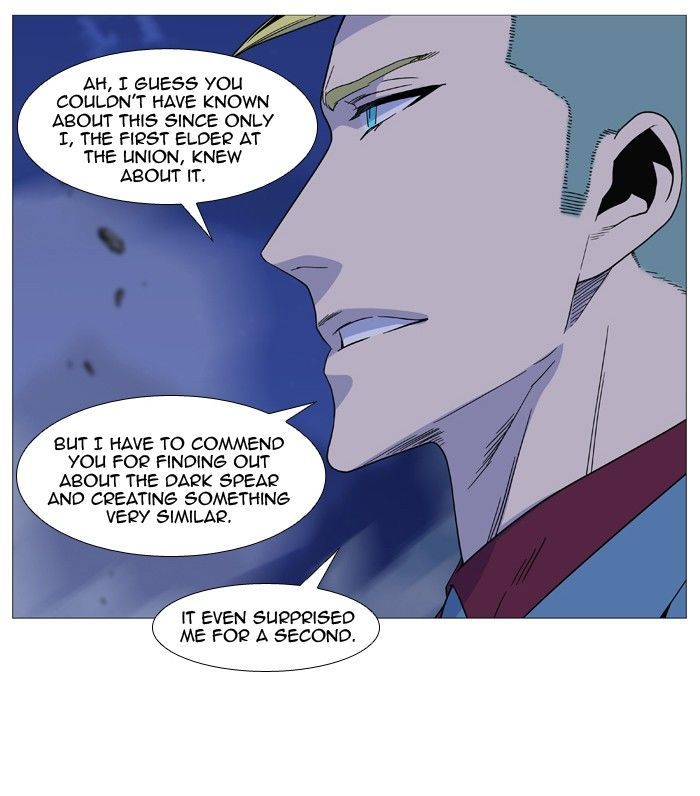 AH, I GUESS YOU
COULDN'T HAVE KNOWN
ABOUT THIS SINCE ONLY
I, THE FIRST ELDER AT
THE UNION, KNEW
ABOUT IT.
BUT I HAVE TO COMMEND
YOU FOR FINDING OUT
ABOUT THE DARK SPEAR
AND CREATING SOMETHING
VERY SIMILAR.
IT EVEN SURPRISED
ME FOR A SECOND.